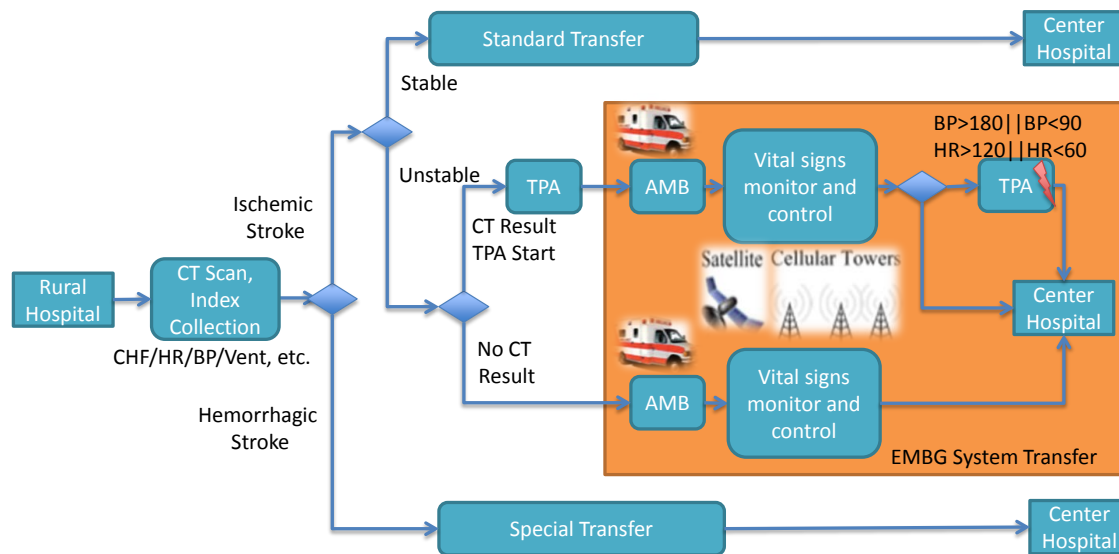 Standard Transfer
Center
Hospital
Stable
BP>180||BP<90
HR>120||HR<60
Unstable
TPA
AMB
Vital signs
monitor and
control
TPA
Ischemic
Stroke
CT Result
TPA Start
Satellite
Cellular Towers
Rural
Hospital
CT Scan,
Index
Collection
Center
Hospital
CHF/HR/BP/Vent, etc.
No CT
Result
AMB
Vital signs
monitor and
control
Hemorrhagic
Stroke
EMBG System Transfer
Special Transfer
Center
Hospital